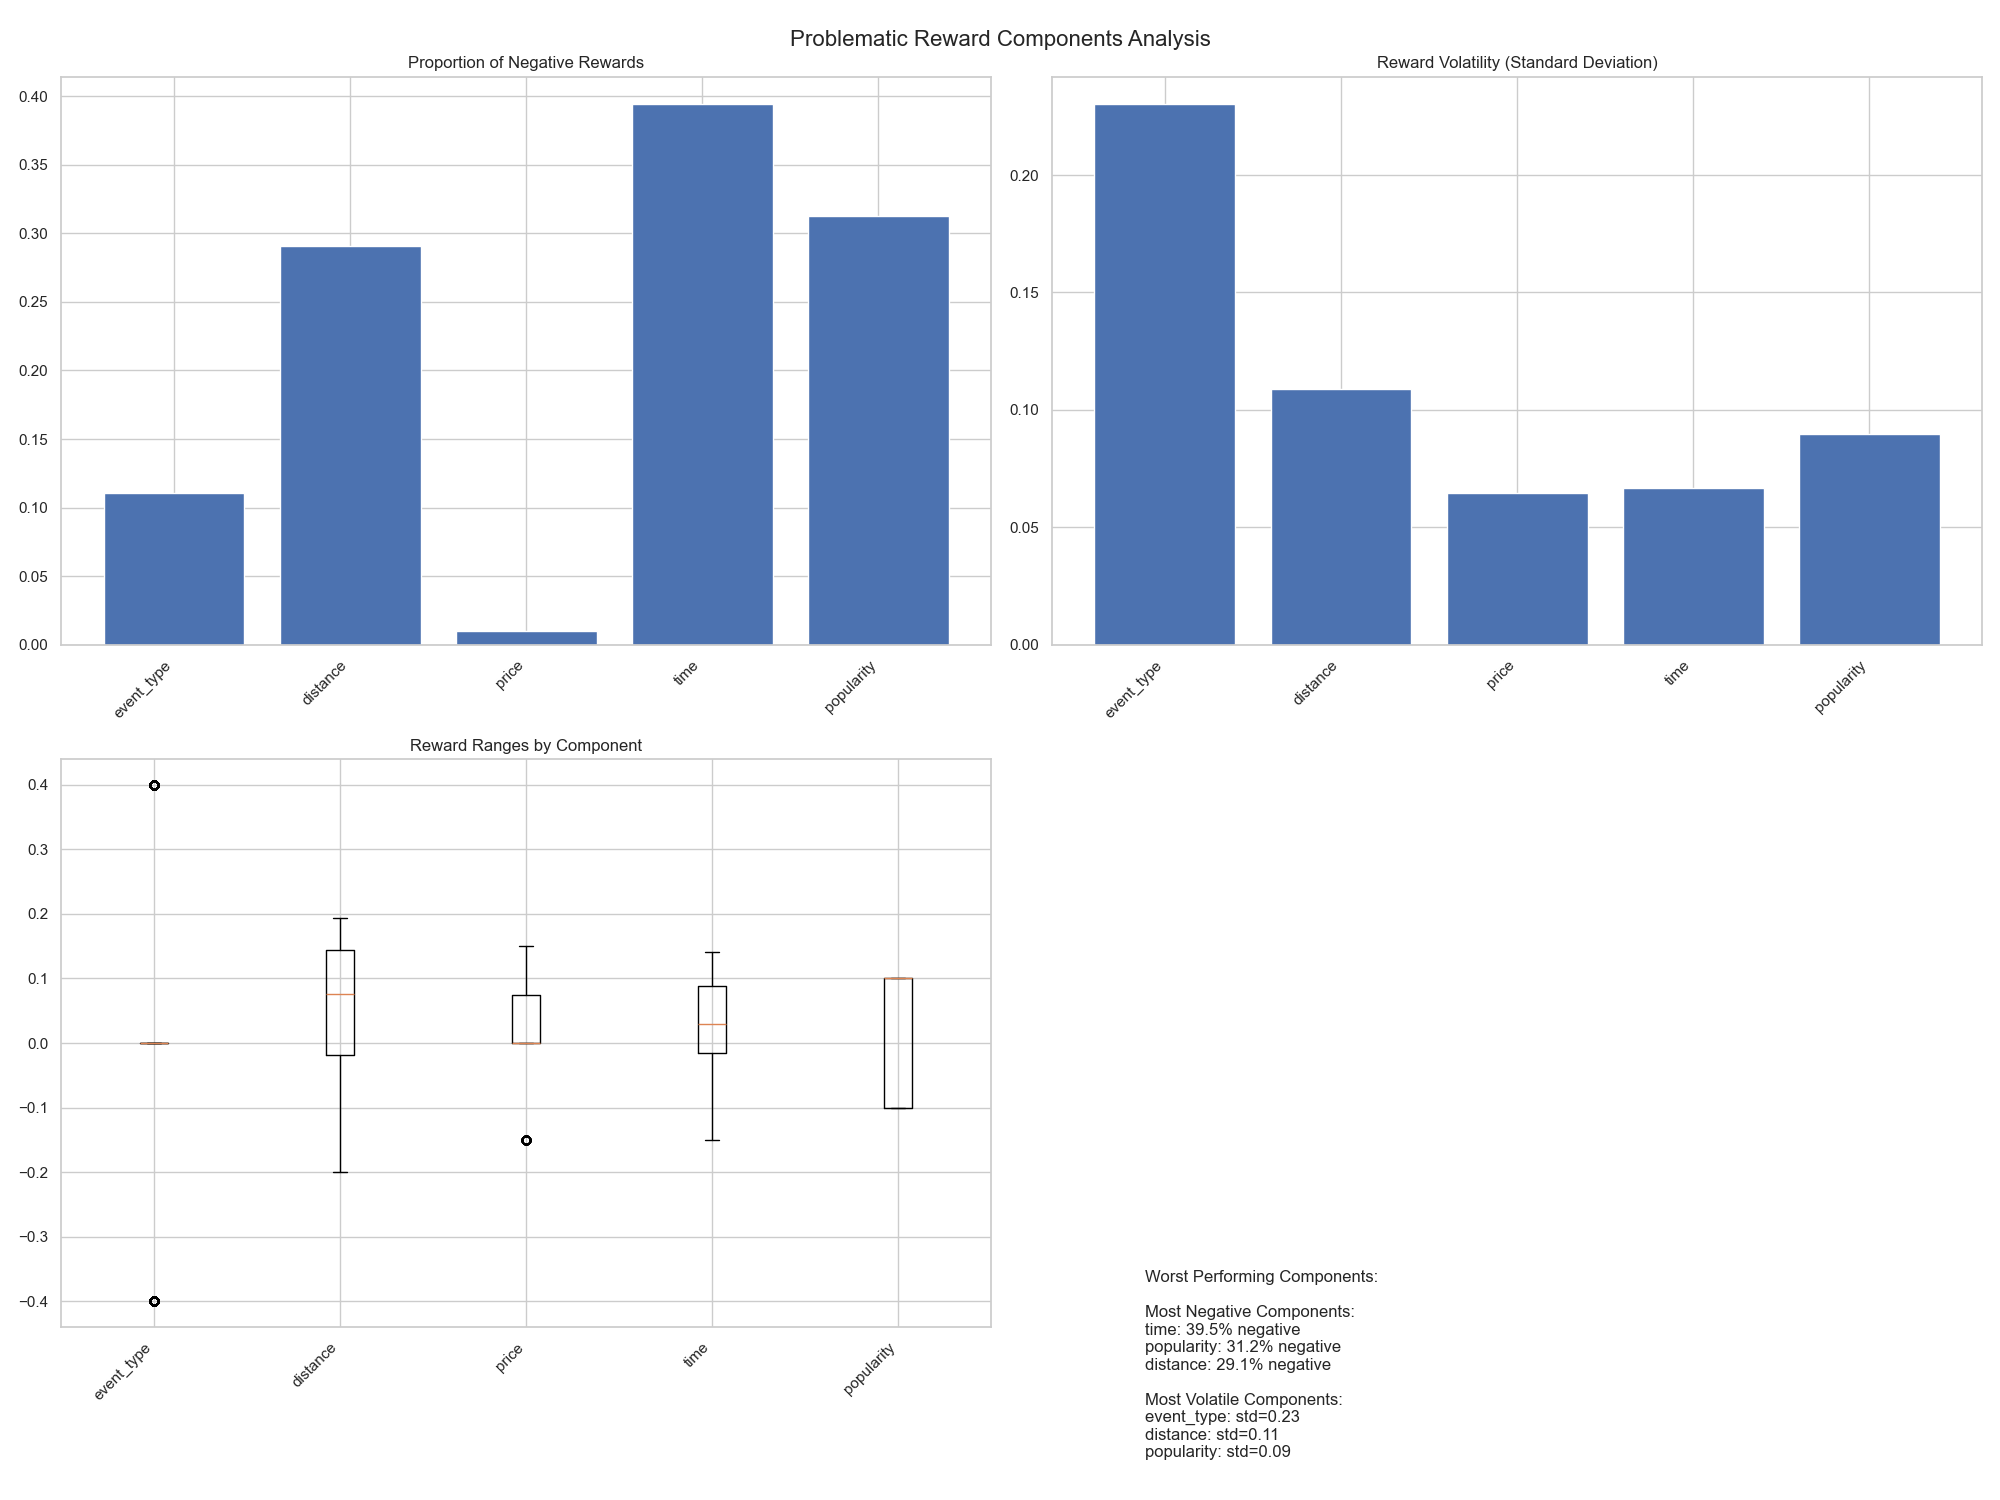 Problematic Reward Components Analysis
Proportion of Negative Rewards
0.40
0.35
0.30
0.25
0.20
0.15
0.10
0.05
0.00
event_type
distance
price
time
popularity
Reward Volatility (Standard Deviation)
0.20
0.15
0.10
0.05
0.00
event_type
distance
price
time
popularity
Reward Ranges by Component
0.4
0.3
0.2
0.1
0.0
−0.1
−0.2
−0.3
−0.4
event_type
distance
price
time
popularity
Worst Performing Components:
Most Negative Components:
time: 39.5% negative
popularity: 31.2% negative
distance: 29.1% negative
Most Volatile Components:
event_type: std=0.23
distance: std=0.11
popularity: std=0.09